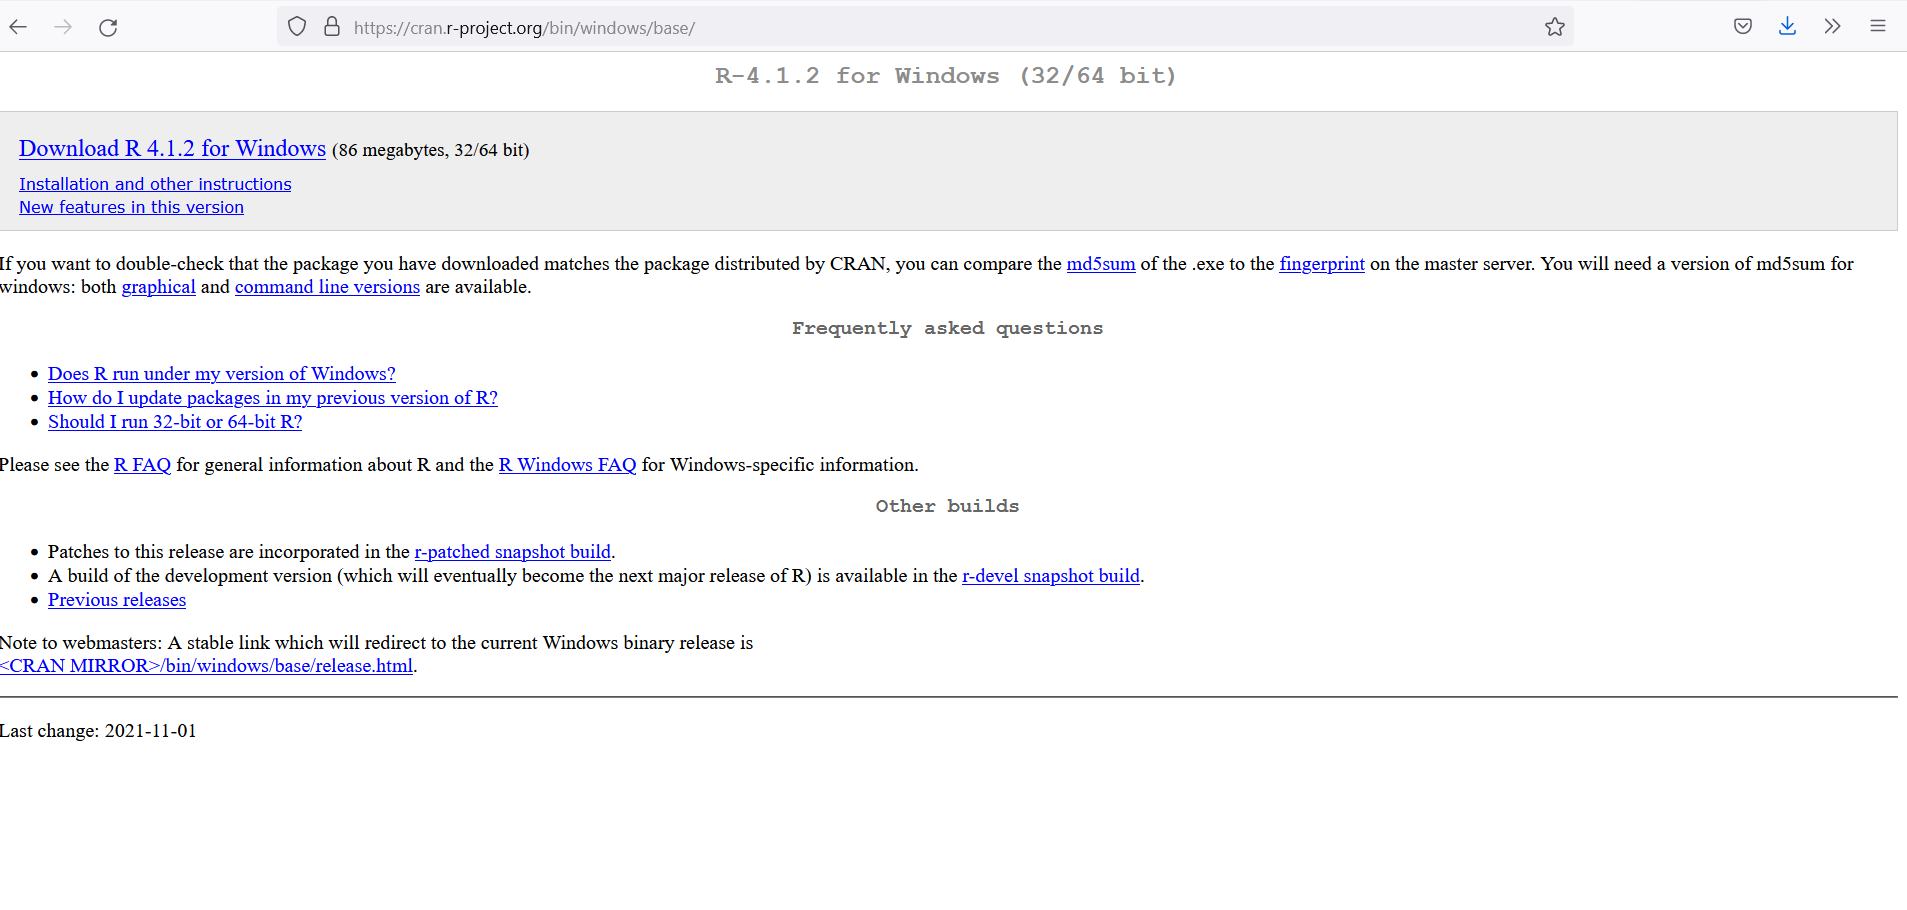 https://cran.r-project.org/bin/windows/base/
R-4.1.2 for Windows (32/64 bit)
Download R 4.1.2 for Windows (86 megabytes, 32/64 bit)
Installation and other instructions
New features in this version
If you want to double-check that the package you have downloaded matches the package distributed by CRAN, you can compare the md5sum of the .exe to the fingerprint on the master server. You will need a version of md5sum for
windows: both graphical and command line versions are available.
Frequently asked questions
• Does R run under my version of Windows?
• How do I update packages in my previous version of R?
• Should I run 32-bit or 64-bit R?
Please see the R FAQ for general information about R and the R Windows FAQ for Windows-specific information.
Other builds
• Patches to this release are incorporated in the r-patched snapshot build.
• A build of the development version (which will eventually become the next major release of R) is available in the r-devel snapshot build.
• Previous releases
Note to webmasters: A stable link which will redirect to the current Windows binary release is
<CRAN MIRROR>/bin/windows/base/release.html.
Last change: 2021-11-01